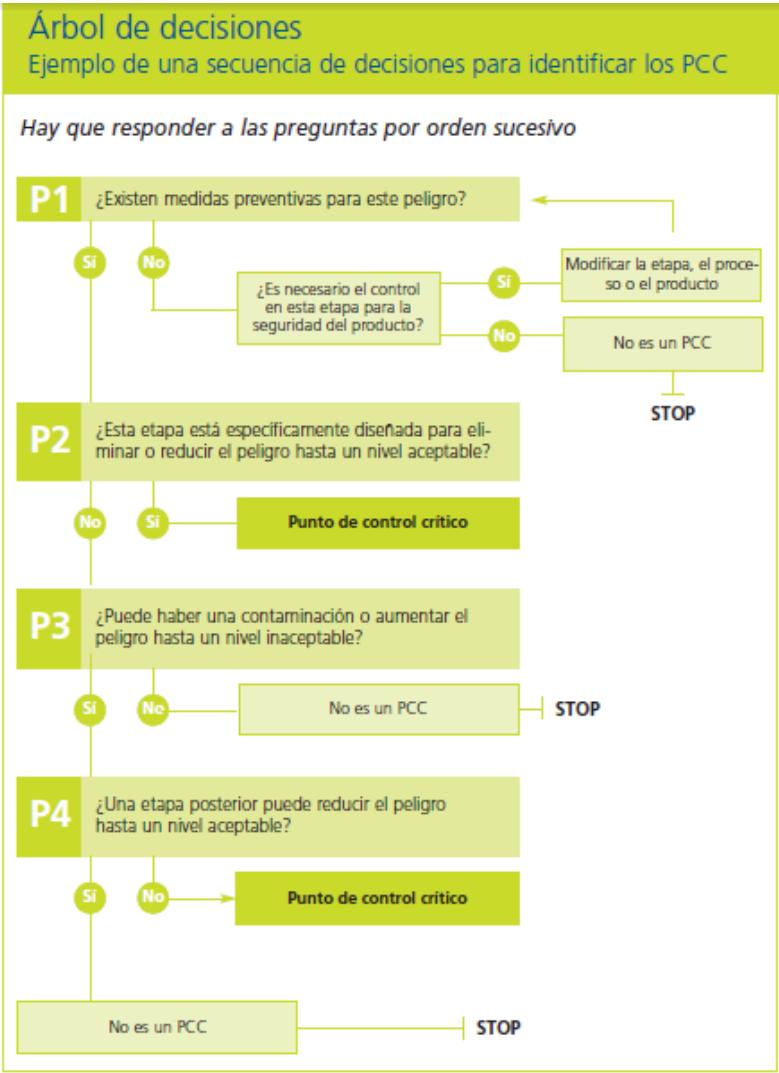 Árbol de decisiones
Ejemplo de una secuencia de decisiones para identificar los PCC
Hay que responder a las preguntas por orden sucesivo
P1
¿Existen medidas preventivas para este peligro?
Sí
No
¿Es necesario el control
en esta etapa para la
seguridad del producto?
Sí
Modificar la etapa, el proce-
so o el producto
No
No es un PCC
STOP
P2
¿Esta etapa está específicamente diseñada para eli-
minar o reducir el peligro hasta un nivel aceptable?
No
Sí
Punto de control crítico
P3
¿Puede haber una contaminación o aumentar el
peligro hasta un nivel inaceptable?
Sí
No
No es un PCC
STOP
P4
¿Una etapa posterior puede reducir el peligro
hasta un nivel aceptable?
Sí
No
Punto de control crítico
No es un PCC
STOP